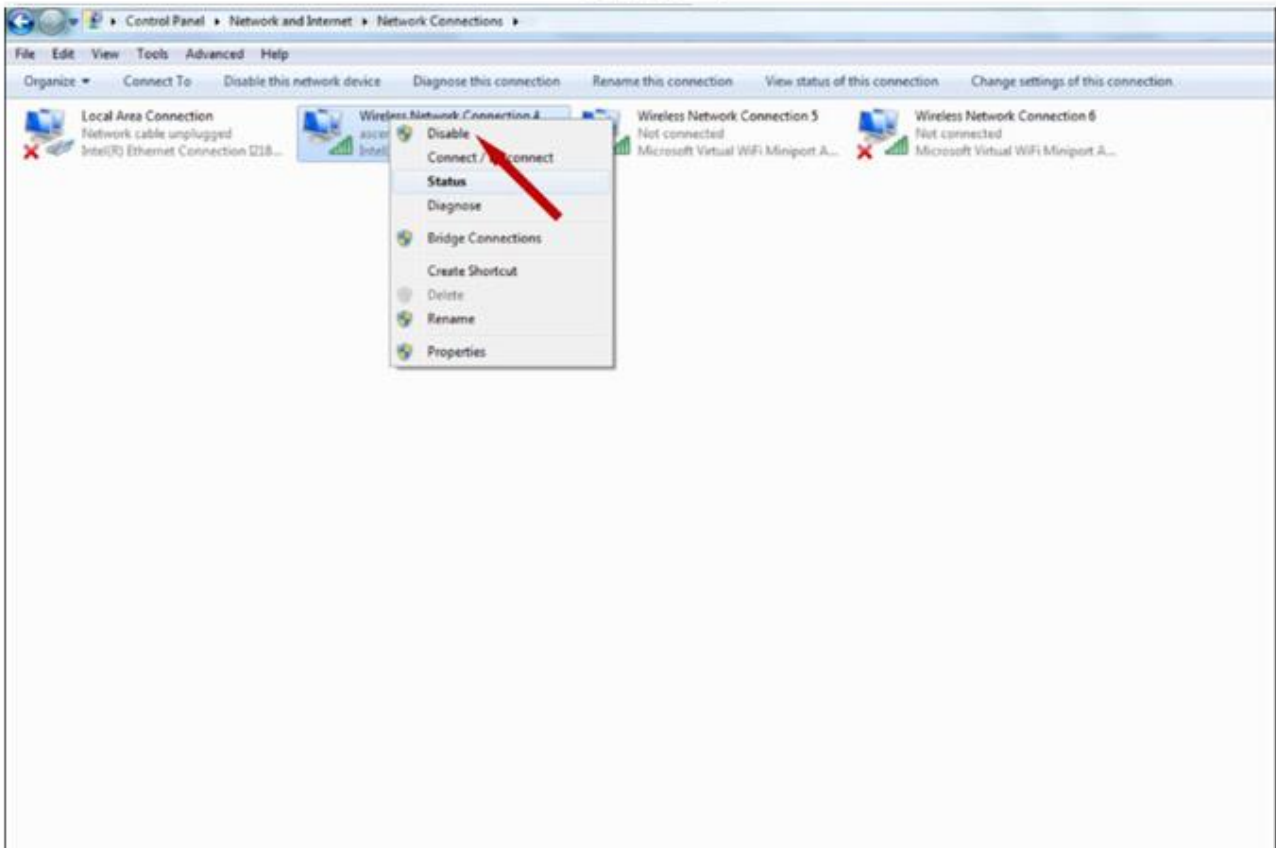 Control Panel ▸ Network and Internet ▸ Network Connections ▸
File Edit View Tools Advanced Help
Organize Connect To Disable this network device Diagnose this connection Rename this connection View status of this connection Change settings of this connection
Local Area Connection
Network cable unplugged
Intel(R) Ethernet Connection I218...
Wireless Network Connection 4
Wireless Network Connection 5
Not connected
Microsoft Virtual WiFi Miniport A...
Wireless Network Connection 6
Not connected
Microsoft Virtual WiFi Miniport A...
Disable
Connect /
Status
Diagnose
Bridge Connections
Create Shortcut
Delete
Rename
Properties